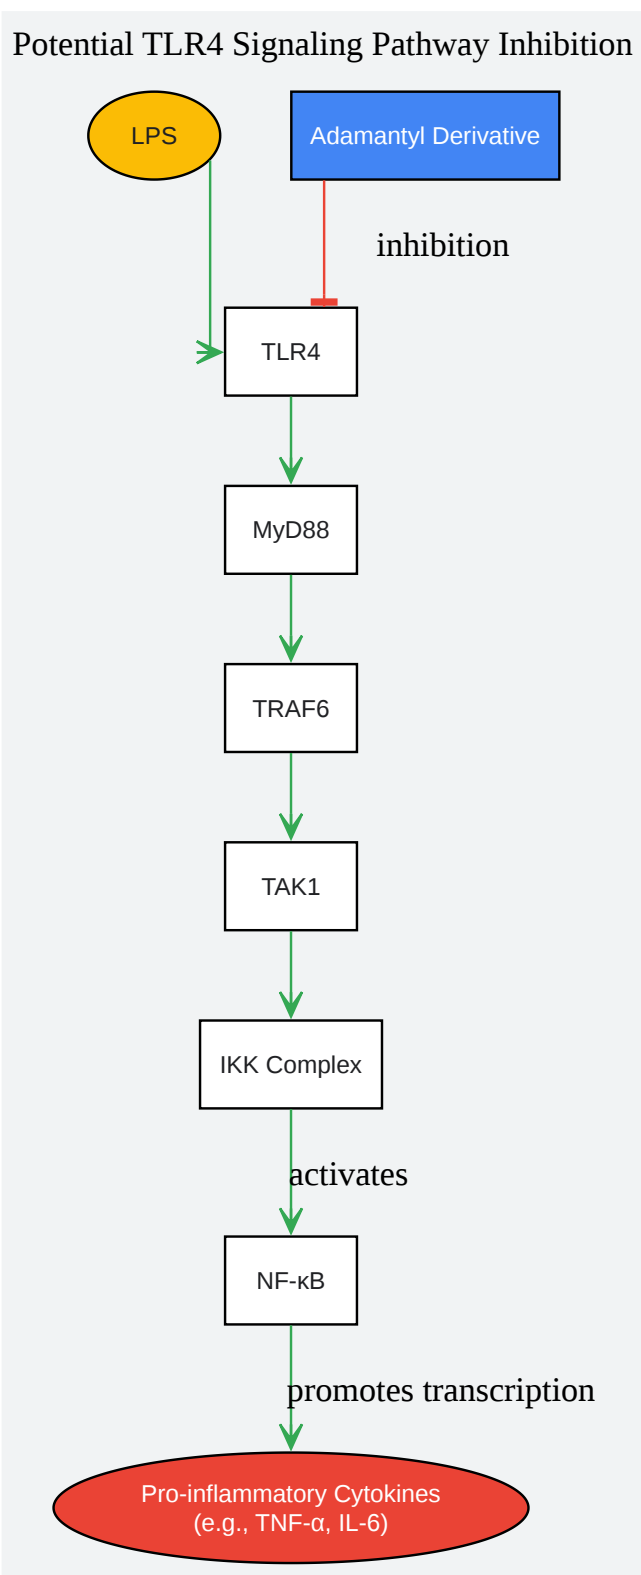 Potential TLR4 Signaling Pathway Inhibition
LPS
Adamantyl Derivative
inhibition
TLR4
MyD88
TRAF6
TAK1
IKK Complex
activates
NF-κB
promotes transcription
Pro-inflammatory Cytokines
(e.g., TNF-α, IL-6)